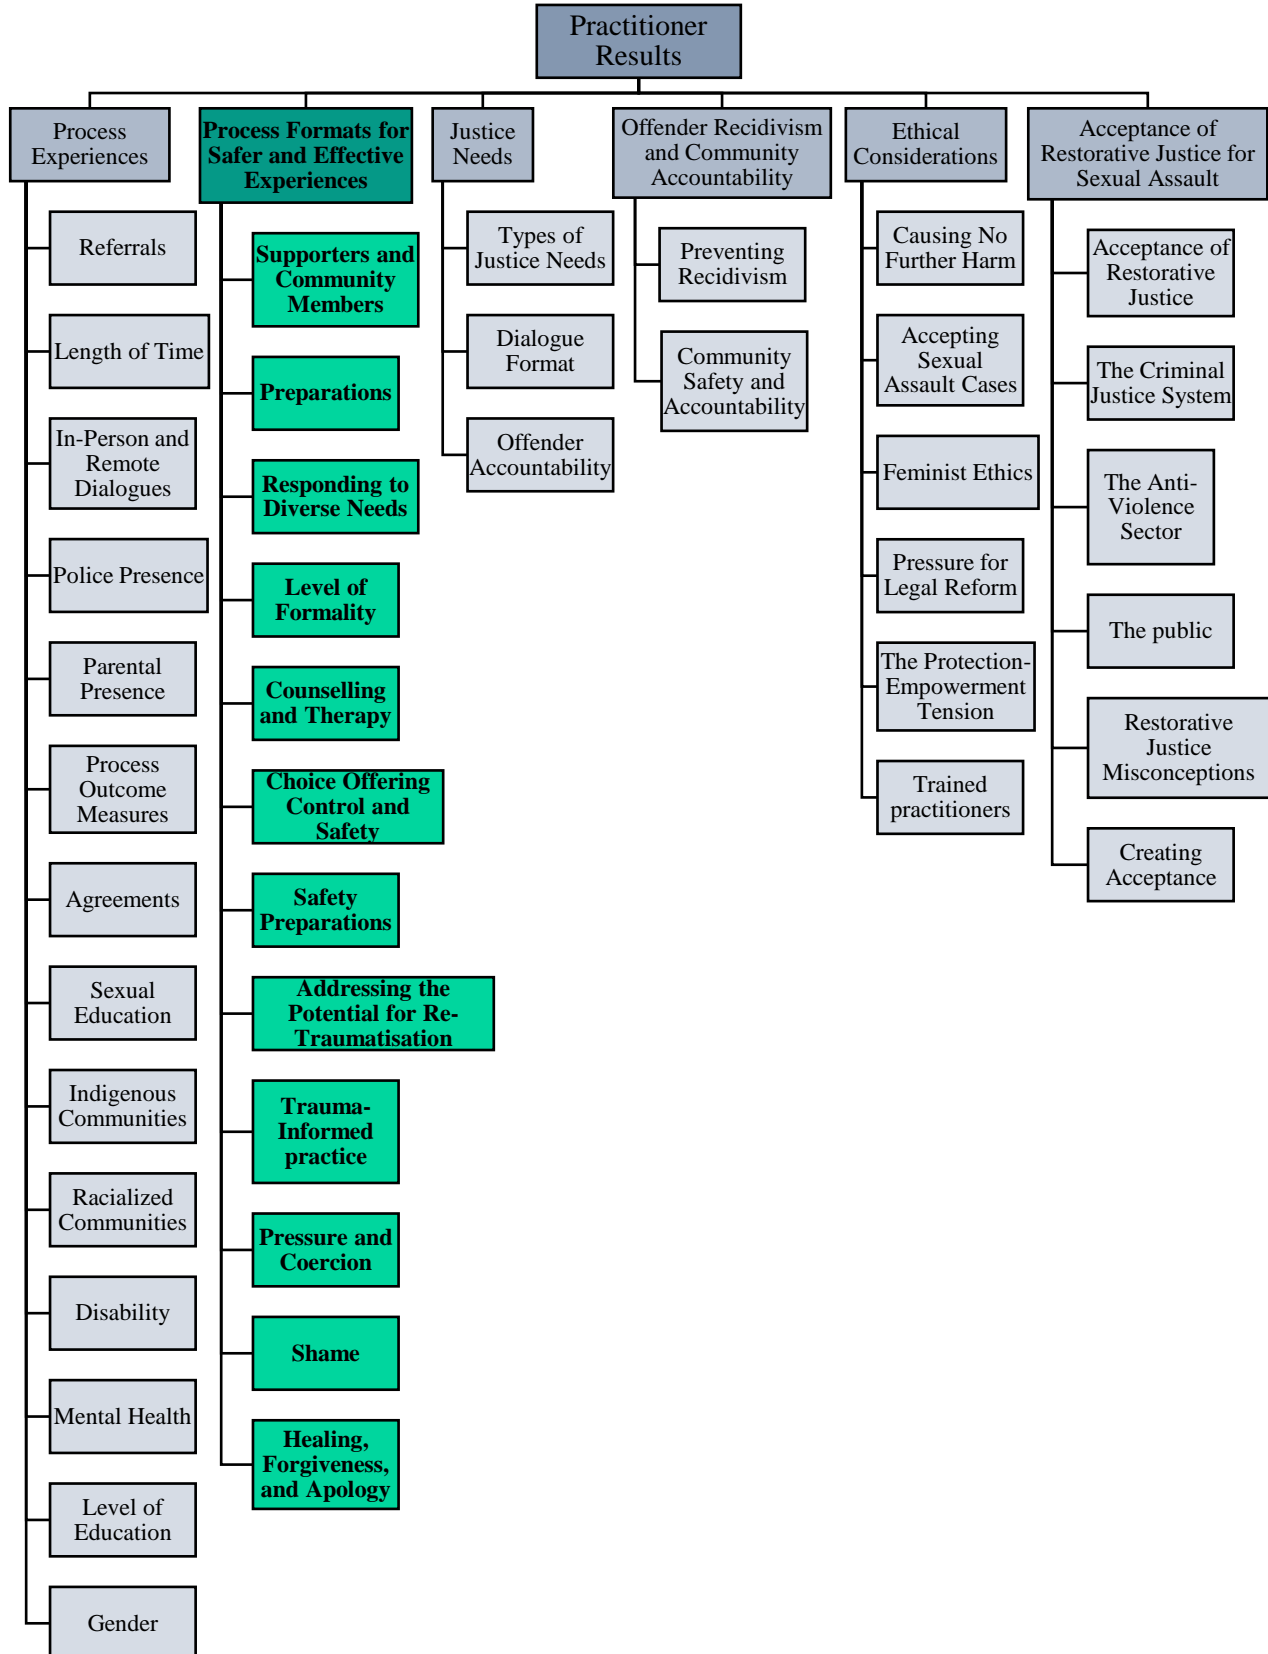 Practitioner
Results
Process
Experiences
Referrals
Length of Time
In-Person and
Remote
Dialogues
Police Presence
Parental
Presence
Process
Outcome
Measures
Agreements
Sexual
Education
Indigenous
Communities
Racialized
Communities
Disability
Mental Health
Level of
Education
Gender
Process Formats for
Safer and Effective
Experiences
Supporters and
Community
Members
Preparations
Responding to
Diverse Needs
Level of
Formality
Counselling
and Therapy
Choice Offering
Control and
Safety
Safety
Preparations
Addressing the
Potential for Re-
Traumatisation
Trauma-
Informed
practice
Pressure and
Coercion
Shame
Healing,
Forgiveness,
and Apology
Justice
Needs
Types of
Justice Needs
Dialogue
Format
Offender
Accountability
Offender Recidivism
and Community
Accountability
Preventing
Recidivism
Community
Safety and
Accountability
Ethical
Considerations
Causing No
Further Harm
Accepting
Sexual
Assault Cases
Feminist Ethics
Pressure for
Legal Reform
The Protection-
Empowerment
Tension
Trained
practitioners
Acceptance of
Restorative Justice for
Sexual Assault
Acceptance of
Restorative
Justice
The Criminal
Justice System
The Anti-
Violence
Sector
The public
Restorative
Justice
Misconceptions
Creating
Acceptance